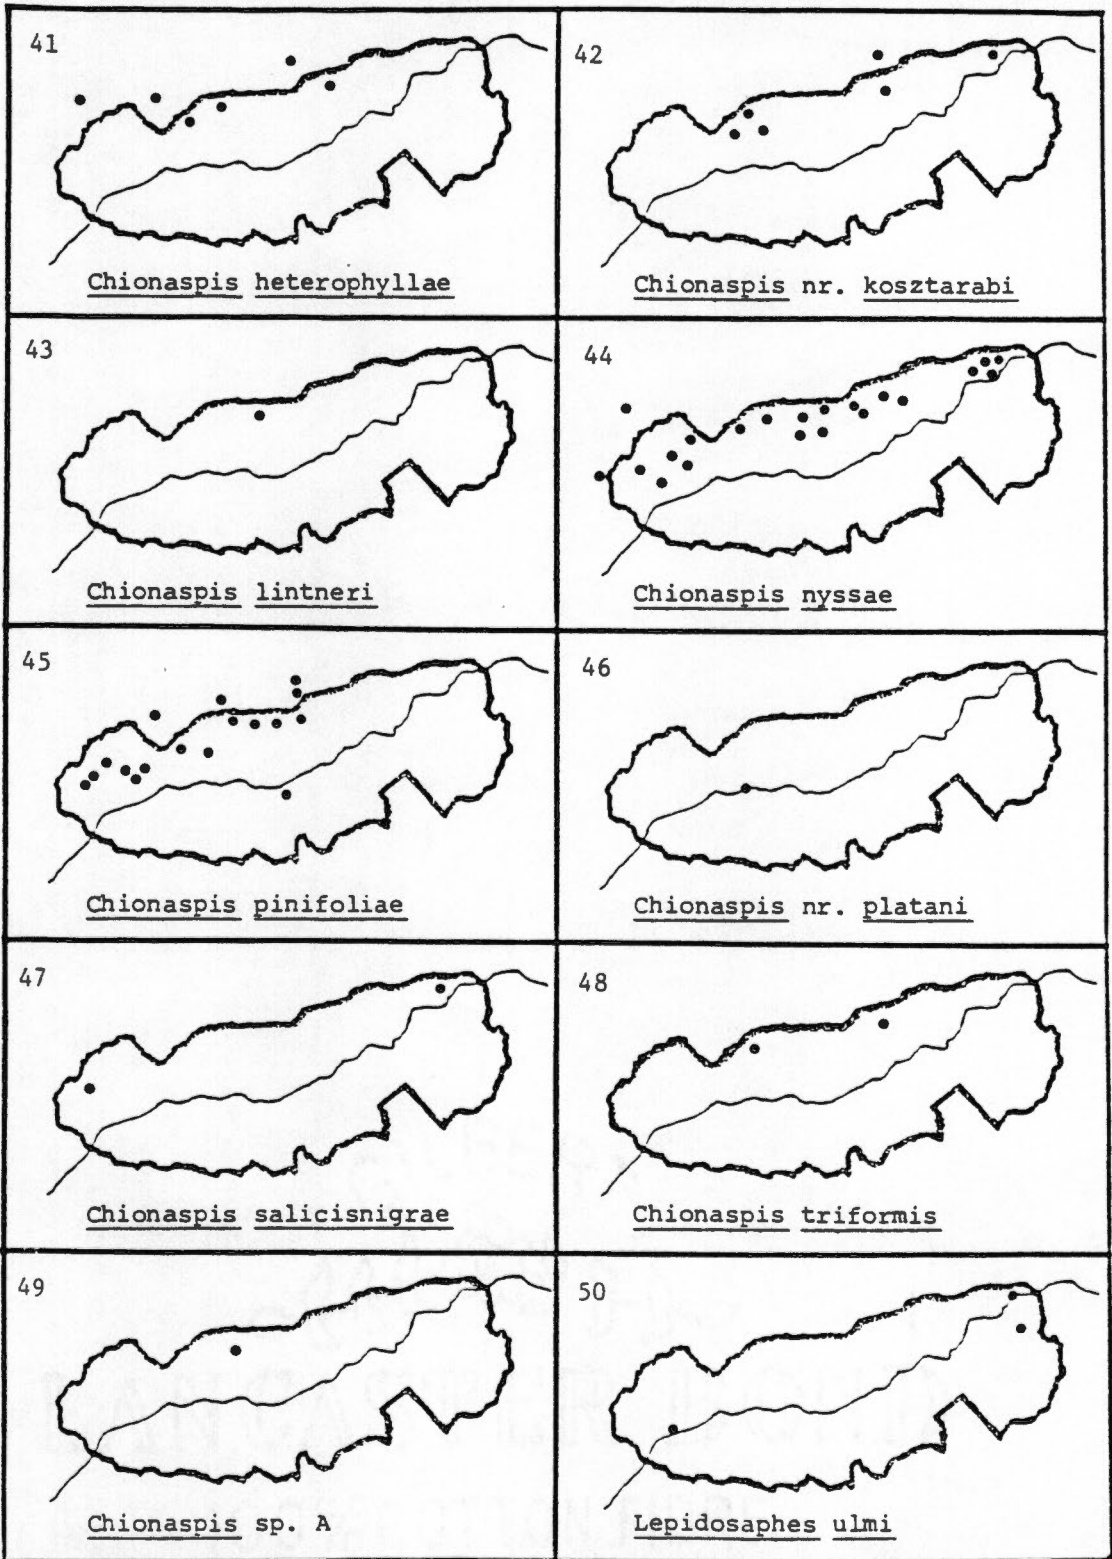 41
Chionaspis heterophyllae
42
Chionaspis nr. kosztarabi
43
Chionaspis lintneri
44
Chionaspis nyssae
45
Chionaspis pinifoliae
46
Chionaspis nr. platani
47
Chionaspis salicisnigrae
48
Chionaspis triformis
49
Chionaspis sp. A
50
Lepidosaphes ulmi